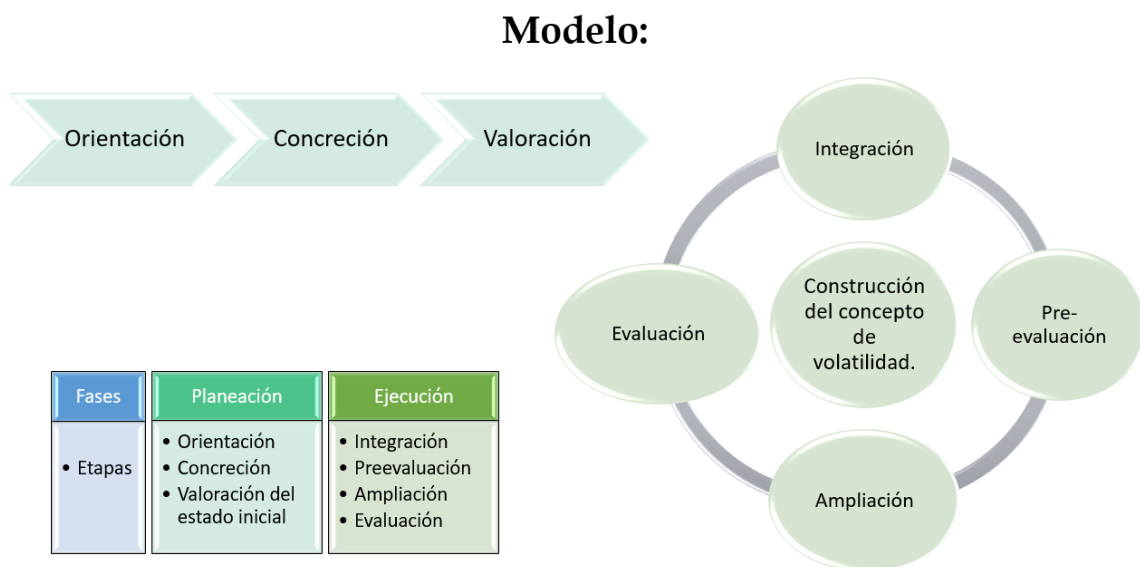 Modelo:
Orientación
Concreción
Valoración
Integración
Pre-
evaluación
Ampliación
Evaluación
Construcción
del concepto
de
volatilidad.
Fases
• Etapas
Planeación
• Orientación
• Concreción
• Valoración del
estado inicial
Ejecución
• Integración
• Preevaluación
• Ampliación
• Evaluación